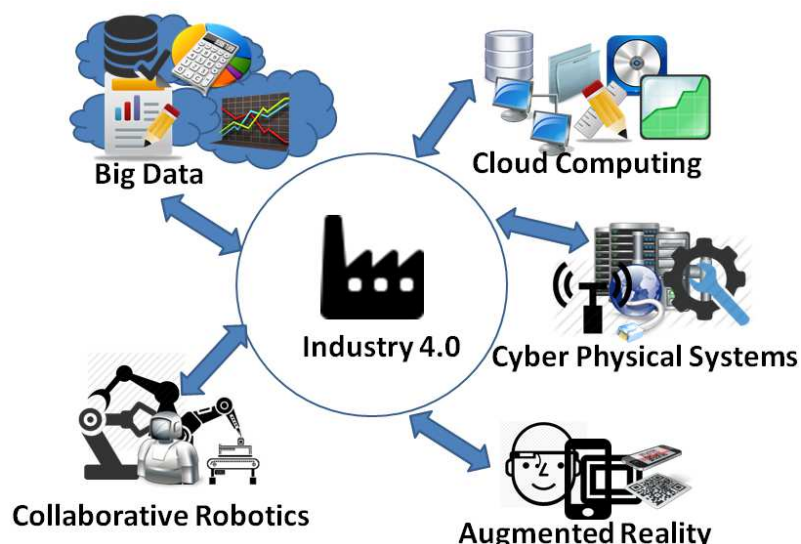 Big Data
Cloud Computing
Industry 4.0
Cyber Physical Systems
Collaborative Robotics
Augmented Reality